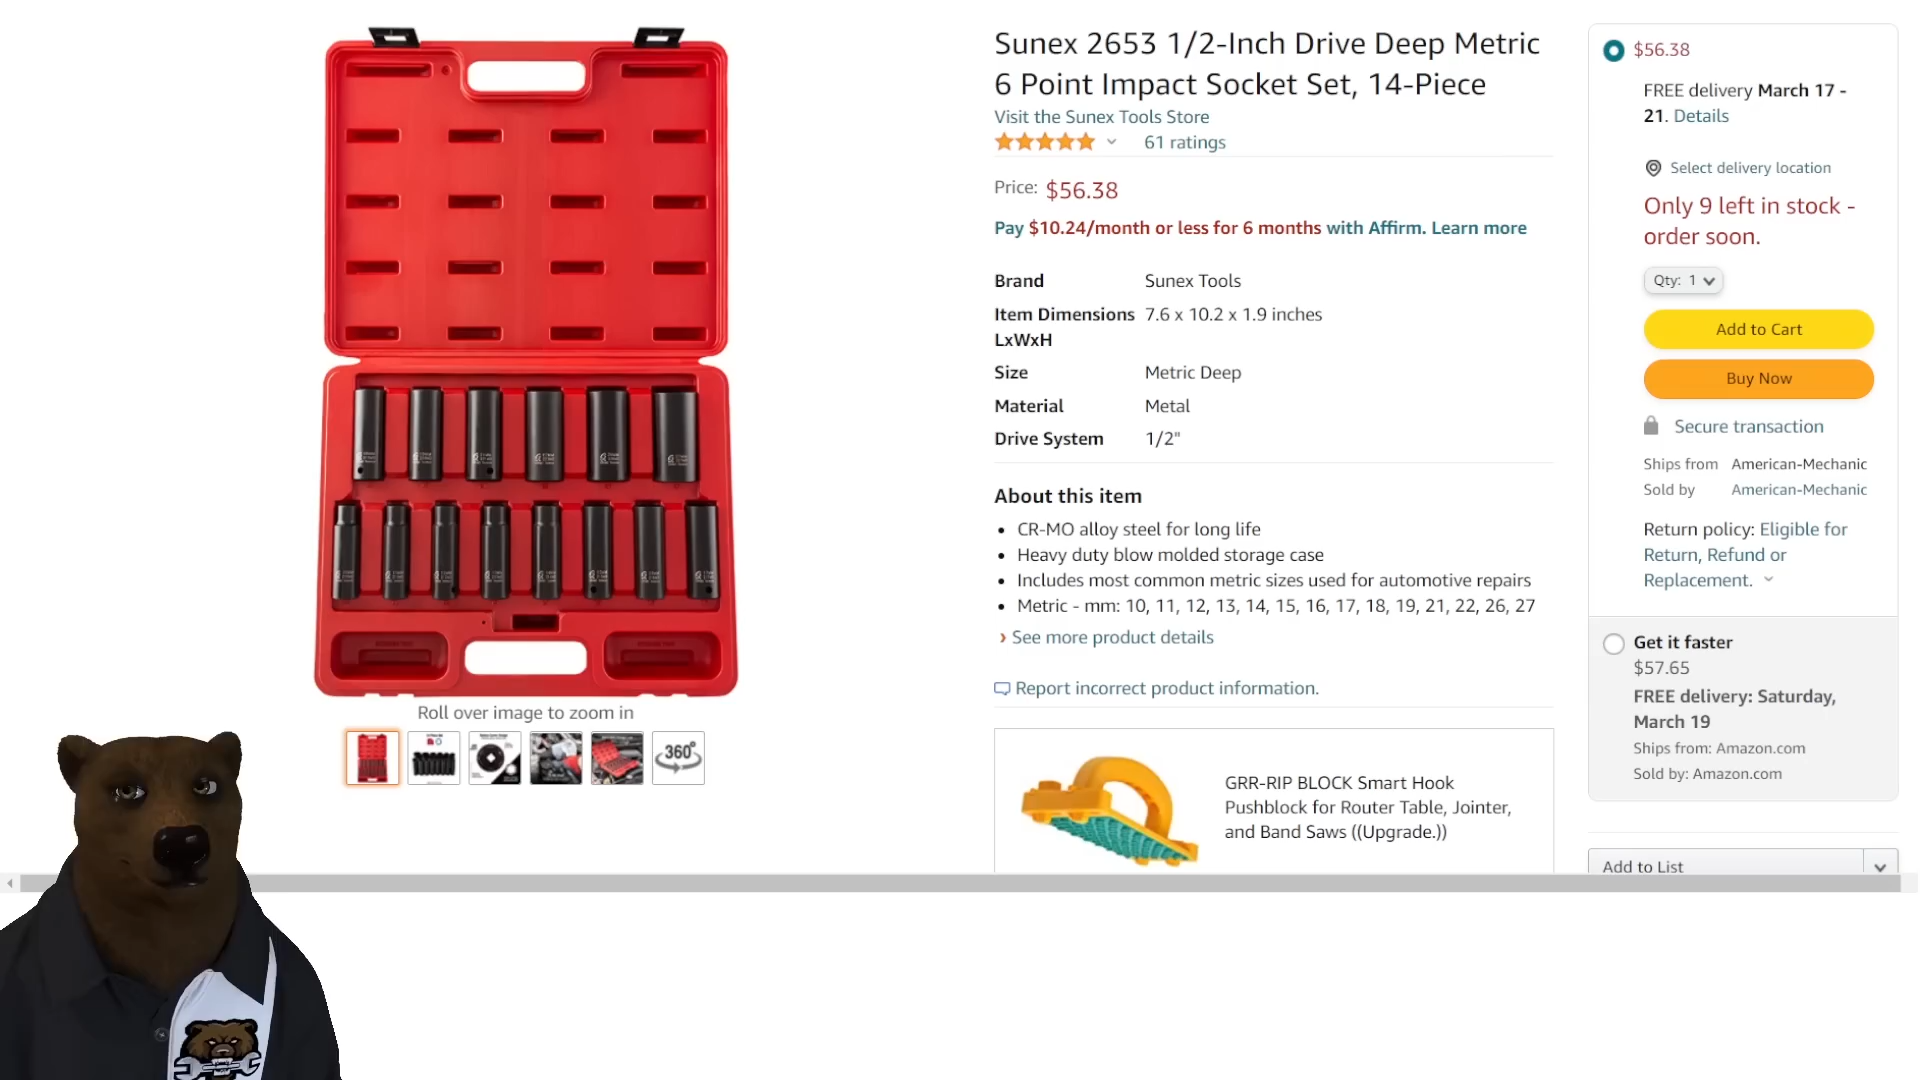 Sunex 2653 1/2-Inch Drive Deep Metric
6 Point Impact Socket Set, 14-Piece
Visit the Sunex Tools Store
61 ratings
Price: $56.38
Pay $10.24/month or less for 6 months with Affirm. Learn more
Brand Sunex Tools
Item Dimensions 7.6 x 10.2 x 1.9 inches
LxWxH
Size Metric Deep
Material Metal
Drive System 1/2"
About this item
CR-MO alloy steel for long life
Heavy duty blow molded storage case
Includes most common metric sizes used for automotive repairs
Metric - mm: 10, 11, 12, 13, 14, 15, 16, 17, 18, 19, 21, 22, 26, 27
See more product details
Report incorrect product information.
GRR-RIP BLOCK Smart Hook
Pushblock for Router Table, Jointer,
and Band Saws ((Upgrade.))
Roll over image to zoom in
360°
$56.38
FREE delivery March 17 -
21. Details
Select delivery location
Only 9 left in stock -
order soon.
Qty: 1
Add to Cart
Buy Now
Secure transaction
Ships from American-Mechanic
Sold by American-Mechanic
Return policy: Eligible for
Return, Refund or
Replacement.
Get it faster
$57.65
FREE delivery: Saturday,
March 19
Ships from: Amazon.com
Sold by: Amazon.com
Add to List